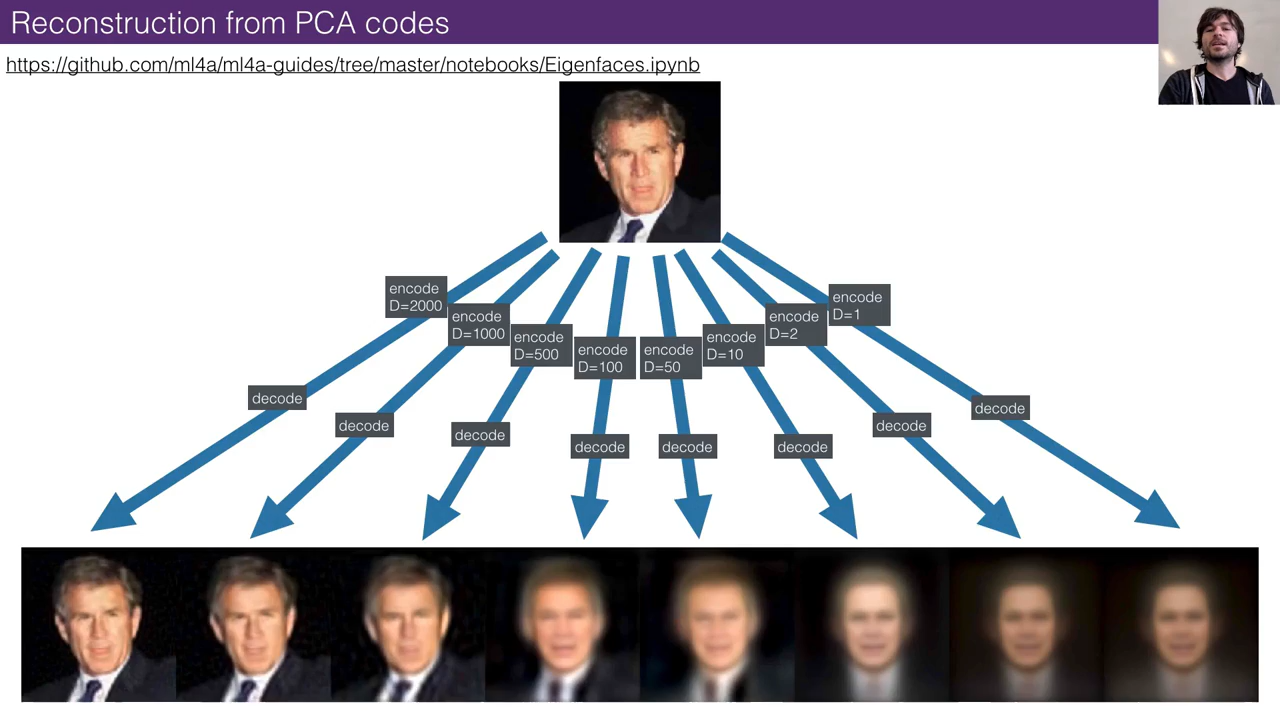 Reconstruction from PCA codes
https://github.com/ml4a/ml4a-guides/tree/master/notebooks/Eigenfaces.ipynb
encode
D=2000
encode
D=1000
encode
D=500
encode
D=100
encode
D=50
encode
D=10
encode
D=2
encode
D=1
decode
decode
decode
decode
decode
decode
decode
decode